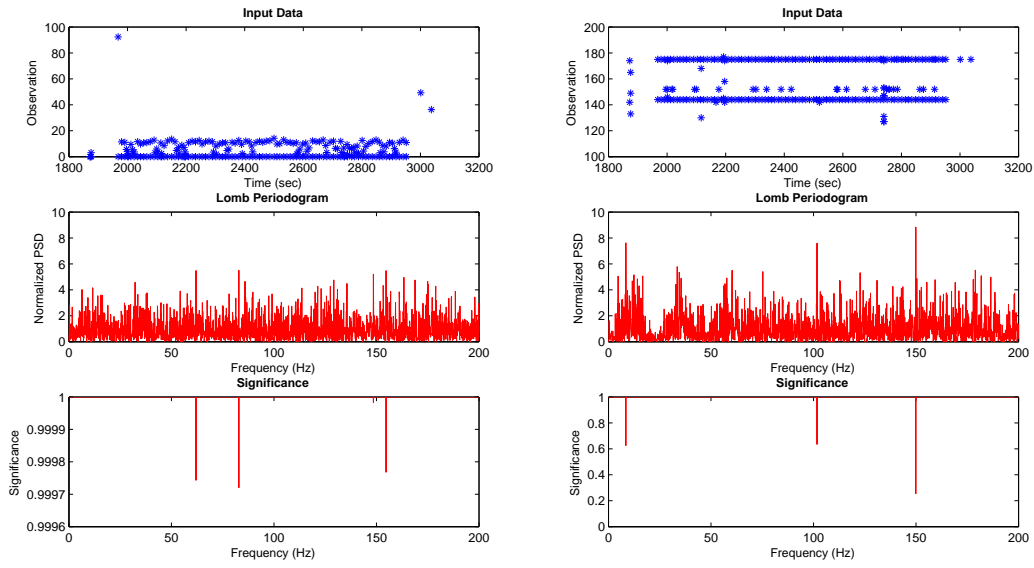 Input Data
100
80
60
40
20
0
Observation
1800 2000 2200 2400 2600 2800 3000 3200
Time (sec)
Lomb Periodogram
10
8
6
4
2
0
Normalized PSD
0 50 100 150 200
Frequency (Hz)
Significance
1
0.9999
0.9998
0.9997
0.9996
Significance
0 50 100 150 200
Frequency (Hz)
Input Data
200
180
160
140
120
100
Observation
1800 2000 2200 2400 2600 2800 3000 3200
Time (sec)
Lomb Periodogram
10
8
6
4
2
0
Normalized PSD
0 50 100 150 200
Frequency (Hz)
Significance
1
0.8
0.6
0.4
0.2
0
Significance
0 50 100 150 200
Frequency (Hz)